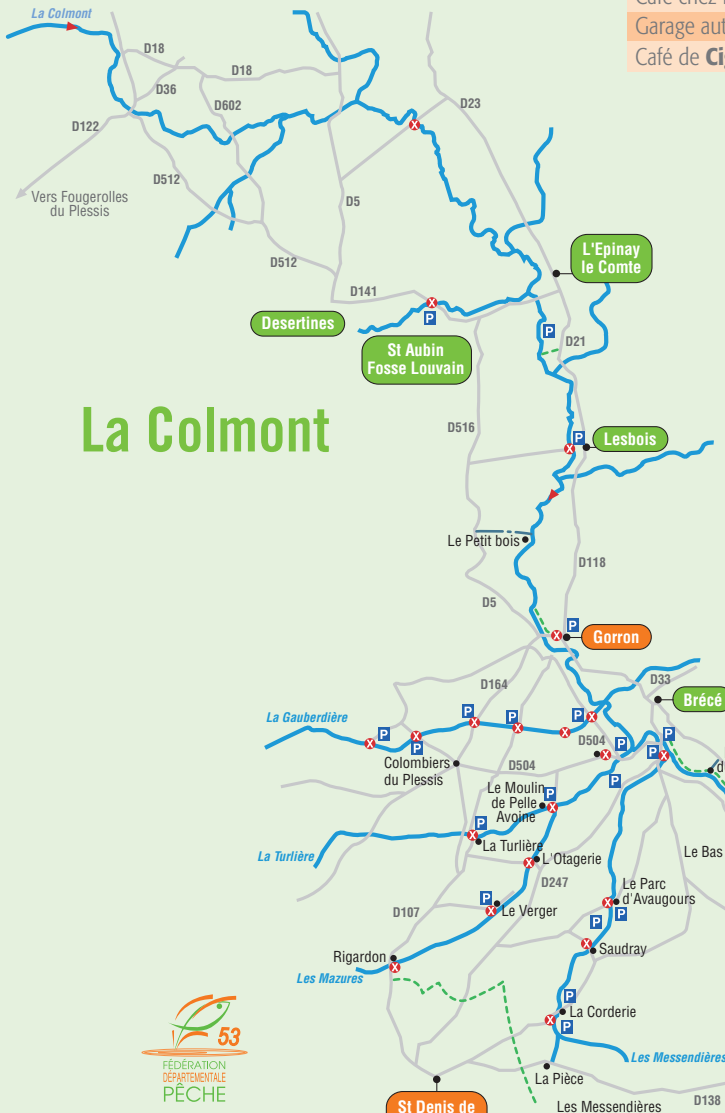 La Colmont
Café chez
Garage aut
Café de Ci
D18
D18
D36
D602
D23
D122
D512
Vers Fougerolles
du Plessis
D5
L'Epinay
le Comte
D512
D141
P
P
Desertines
St Aubin
Fosse Louvain
D21
La Colmont
D516
P
Lesbois
Le Petit bois
D118
D5
P
Gorron
D164
D33
Brécé
La Gauberdière
P
P
P
P
P
D504
P
P
P
Colombiers
du Plessis
D504
P
d
Le Moulin
de Pelle
Avoine
P
P
La Turlière
La Turlière
L'Otagerie
Le Bas
D247
Le Parc
d'Avaugours
P
Le Verger
D107
P
P
Saudray
Rigardon
Les Mazures
P
La Corderie
P
53
FÉDÉRATION
DÉPARTEMENTALE
PÊCHE
Les Messendières
La Pièce
St Denis de
Les Messendières
D138